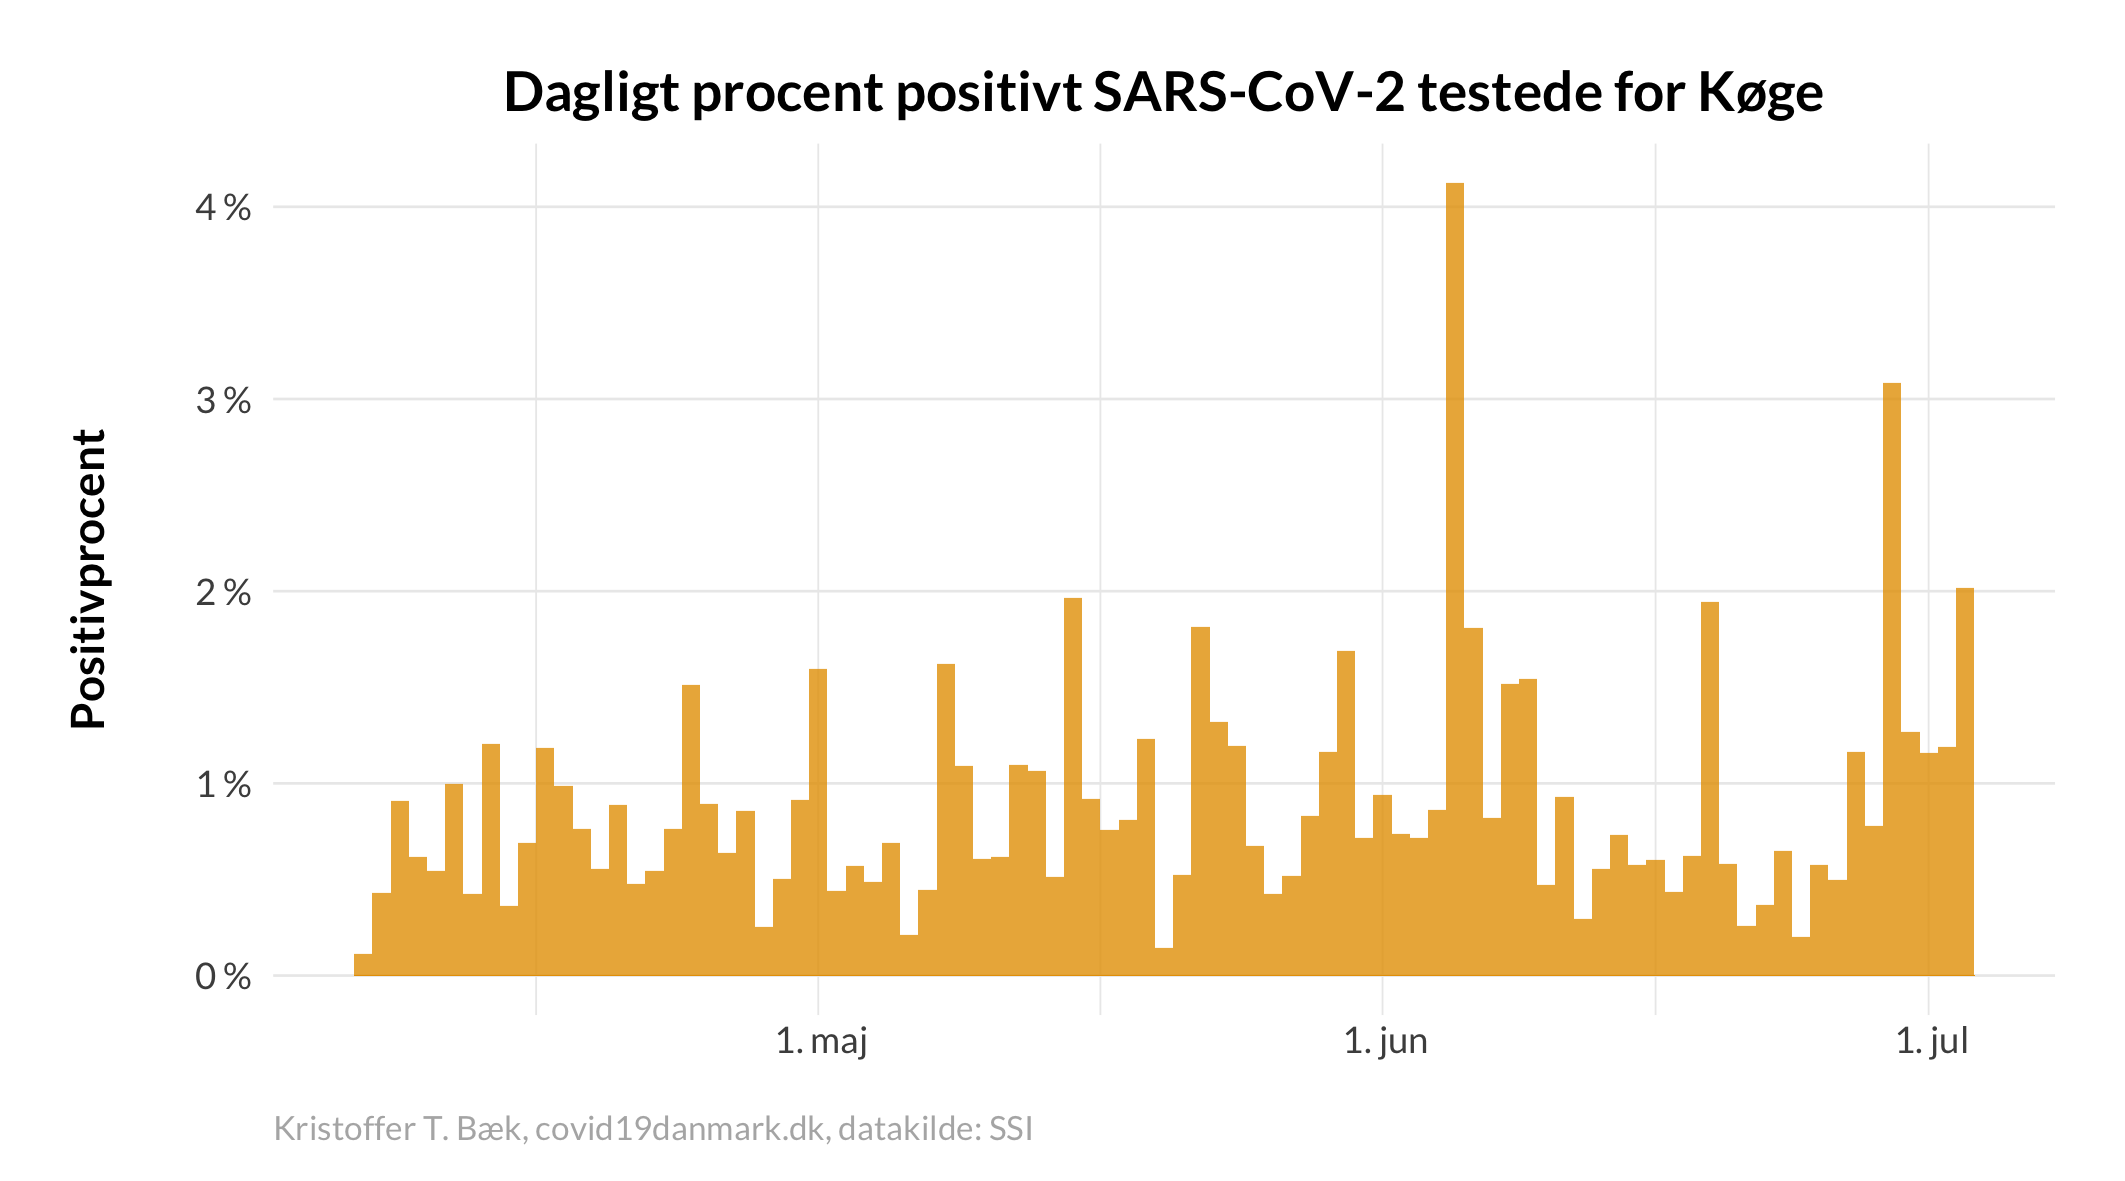 Dagligt procent positivt SARS-CoV-2 testede for Køge
Positivprocent
4 %
3 %
2 %
1 %
0 %
1. maj
1. jun
1. jul
Kristoffer T. Bæk, covid19danmark.dk, datakilde: SSI